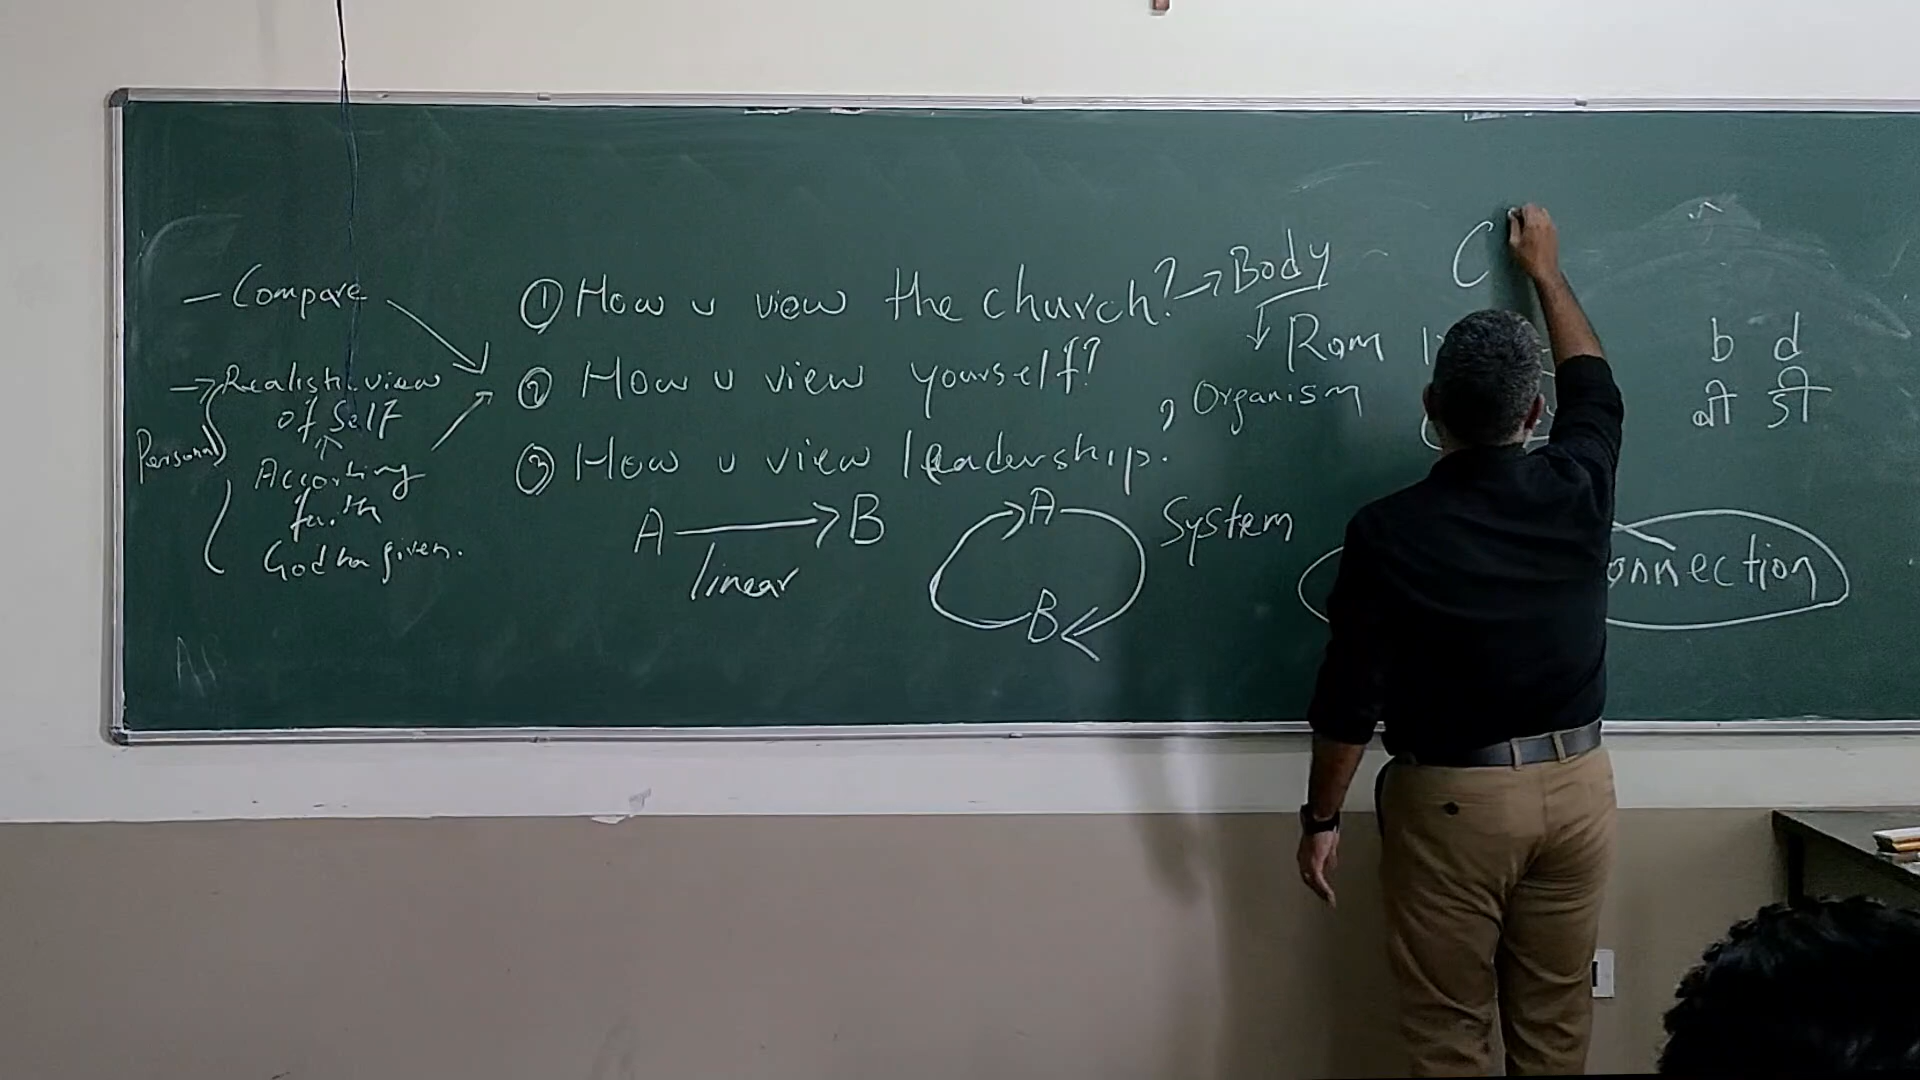 — Compare
→ Realistic view
of Self
Personal
According
faith
God has given.
① How u view the church? → Body
② How u view yourself?
③ How u view leadership?
Rom
Organism
A → B
linear
A
B
System
C
b d
onnection